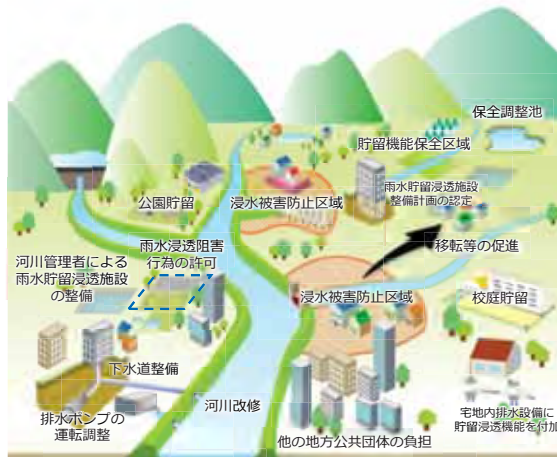 保全調整池
貯留機能保全区域
公園貯留
浸水被害防止区域
雨水貯留浸透施設
整備計画の認定
雨水浸透阻害
行為の許可
移転等の促進
河川管理者による
雨水貯留浸透施設
の整備
浸水被害防止区域
校庭貯留
下水道整備
排水ポンプの
運転調整
河川改修
宅地内排水設備に
貯留浸透機能を付加
他の地方公共団体の負担